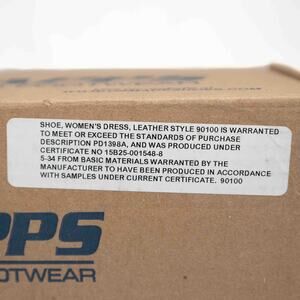 SHOE, WOMEN'S DRESS, LEATHER STYLE 90100 IS WARRANTED
TO MEET OR EXCEED THE STANDARDS OF PURCHASE
DESCRIPTION PD1398A, AND WAS PRODUCED UNDER
CERTIFICATE NO 15B25-001548-8
5-34 FROM BASIC MATERIALS WARRANTED BY THE
MANUFACTURER TO HAVE BEEN PRODUCED IN ACCORDANCE
WITH SAMPLES UNDER CURRENT CERTIFICATE. 90100
PPS
OTWEAR